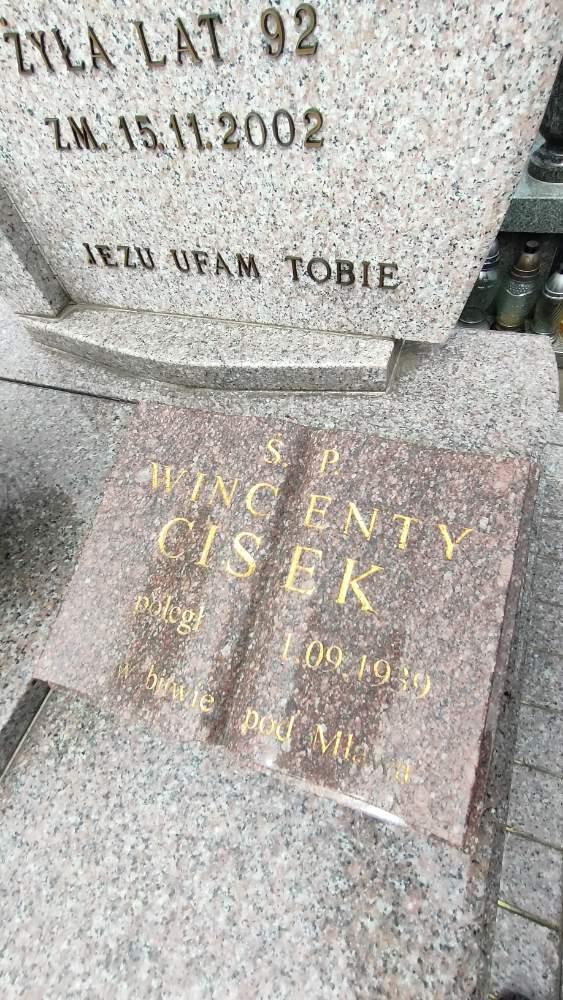 ŻYŁA LAT 92
ZM. 15.11.2002
JEZU UFAM TOBIE
Ś. P.
WINCENTY
CISEK
poległ 1.09.1939
w bitwie pod Mławą